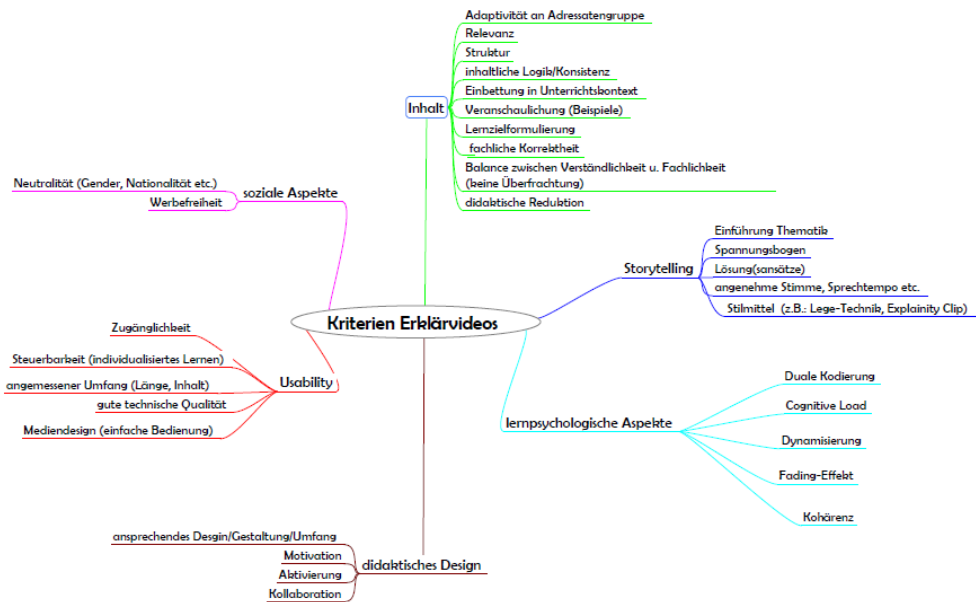 Kriterien Erklärvideos
Inhalt
Adaptivität an Adressatengruppe
Relevanz
Struktur
inhaltliche Logik/Konsistenz
Einbettung in Unterrichtskontext
Veranschaulichung (Beispiele)
Lernzielformulierung
fachliche Korrektheit
Balance zwischen Verständlichkeit u. Fachlichkeit
(keine Überfrachtung)
didaktische Reduktion
Storytelling
Einführung Thematik
Spannungsbogen
Lösung(sansätze)
angenehme Stimme, Sprechtempo etc.
Stilmittel (z.B.: Lege-Technik, Explainity Clip)
lernpsychologische Aspekte
Duale Kodierung
Cognitive Load
Dynamisierung
Fading-Effekt
Kohärenz
didaktisches Design
ansprechendes Desgin/Gestaltung/Umfang
Motivation
Aktivierung
Kollaboration
Usability
Zugänglichkeit
Steuerbarkeit (individualisiertes Lernen)
angemessener Umfang (Länge, Inhalt)
gute technische Qualität
Mediendesign (einfache Bedienung)
soziale Aspekte
Neutralität (Gender, Nationalität etc.)
Werbefreiheit